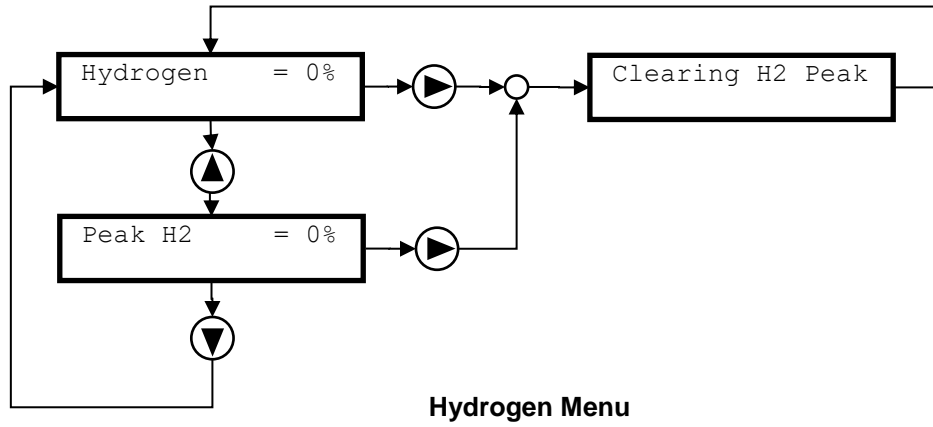 Hydrogen = 0%
Clearing H2 Peak
Peak H2 = 0%
Hydrogen Menu